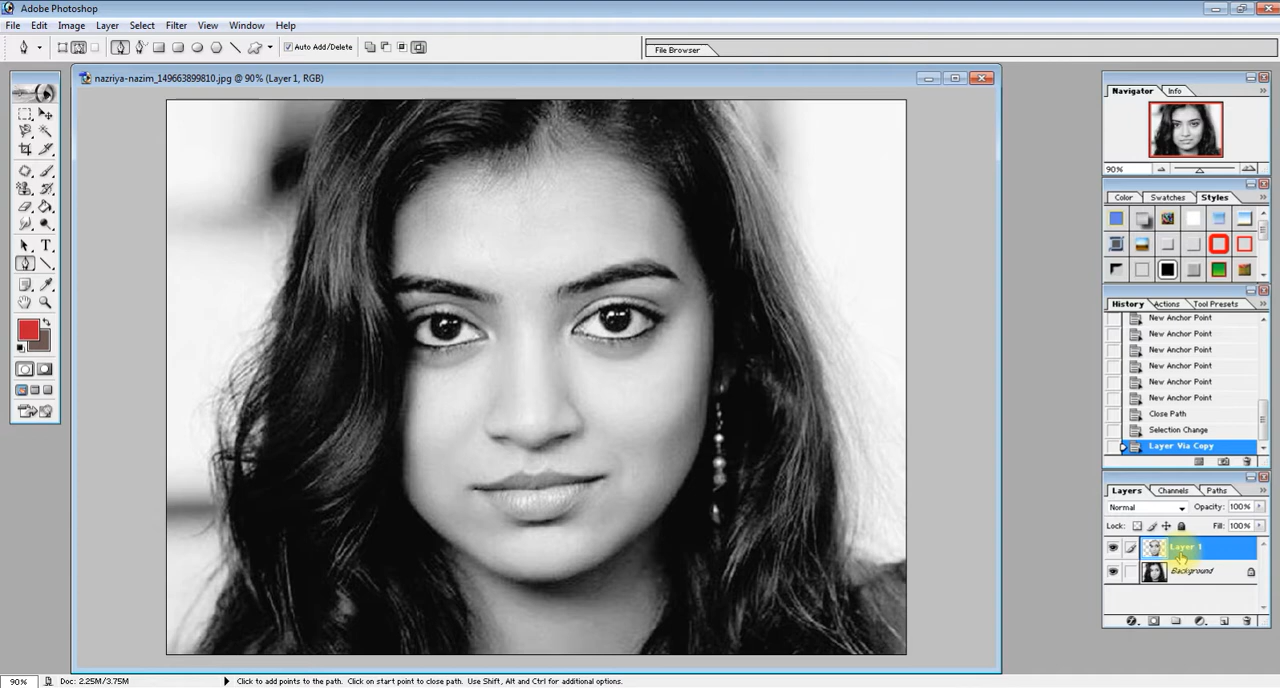 Adobe Photoshop
File Edit Image Layer Select Filter View Window Help
Auto Add/Delete
File Browser
nazriya-nazim_149663899810.jpg @ 90% (Layer 1, RGB)
Navigator Info
90%
Color Swatches Styles
History Actions Tool Presets
New Anchor Point
New Anchor Point
New Anchor Point
New Anchor Point
New Anchor Point
New Anchor Point
Close Path
Selection Change
Layer Via Copy
Layers Channels Paths
Normal Opacity: 100%
Lock: Fill: 100%
Layer 1
Background
90% Doc: 2.25M/3.75M Click to add points to the path. Click on start point to close path. Use Shift, Alt and Ctrl for additional options.